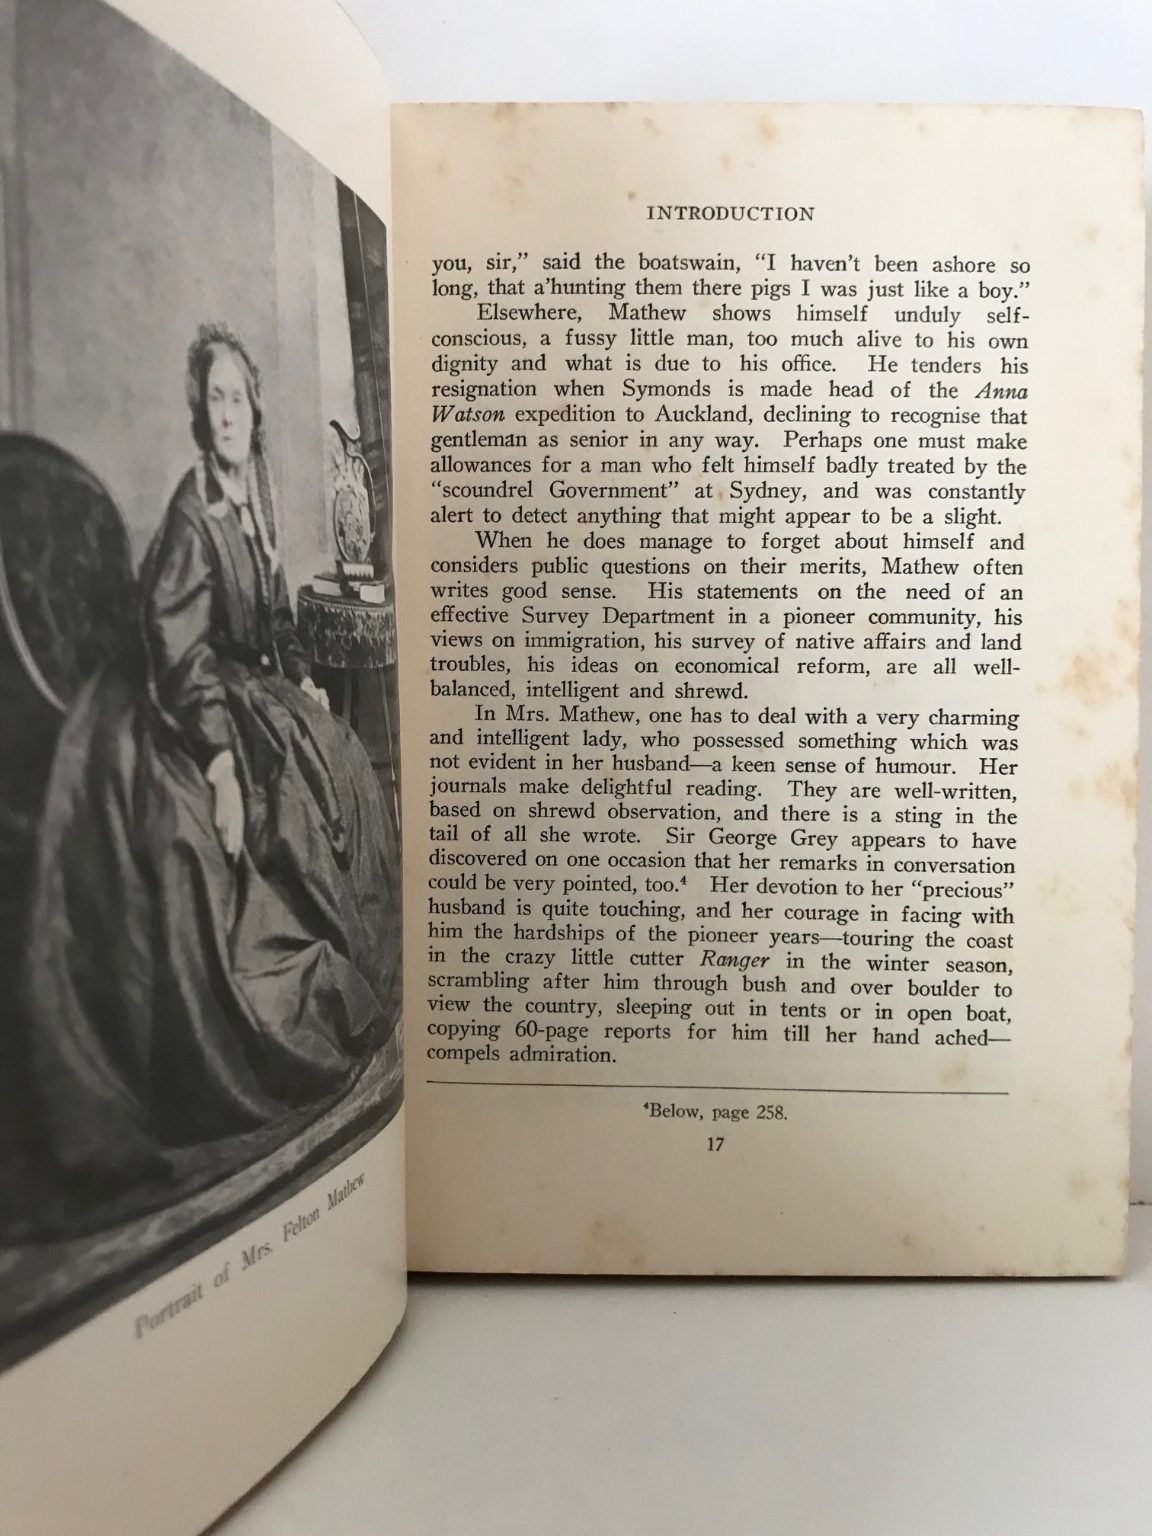 Portrait of Mrs. Felton Mathew
INTRODUCTION
you, sir,” said the boatswain, “I haven't been ashore so
long, that a'hunting them there pigs I was just like a boy.”
Elsewhere, Mathew shows himself unduly self-
conscious, a fussy little man, too much alive to his own
dignity and what is due to his office. He tenders his
resignation when Symonds is made head of the Anna
Watson expedition to Auckland, declining to recognise that
gentleman as senior in any way. Perhaps one must make
allowances for a man who felt himself badly treated by the
“scoundrel Government” at Sydney, and was constantly
alert to detect anything that might appear to be a slight.
When he does manage to forget about himself and
considers public questions on their merits, Mathew often
writes good sense. His statements on the need of an
effective Survey Department in a pioneer community, his
views on immigration, his survey of native affairs and land
troubles, his ideas on economical reform, are all well-
balanced, intelligent and shrewd.
In Mrs. Mathew, one has to deal with a very charming
and intelligent lady, who possessed something which was
not evident in her husband—a keen sense of humour. Her
journals make delightful reading. They are well-written,
based on shrewd observation, and there is a sting in the
tail of all she wrote. Sir George Grey appears to have
discovered on one occasion that her remarks in conversation
could be very pointed, too.⁴ Her devotion to her “precious”
husband is quite touching, and her courage in facing with
him the hardships of the pioneer years—touring the coast
in the crazy little cutter Ranger in the winter season,
scrambling after him through bush and over boulder to
view the country, sleeping out in tents or in open boat,
copying 60-page reports for him till her hand ached—
compels admiration.
⁴Below, page 258.
17